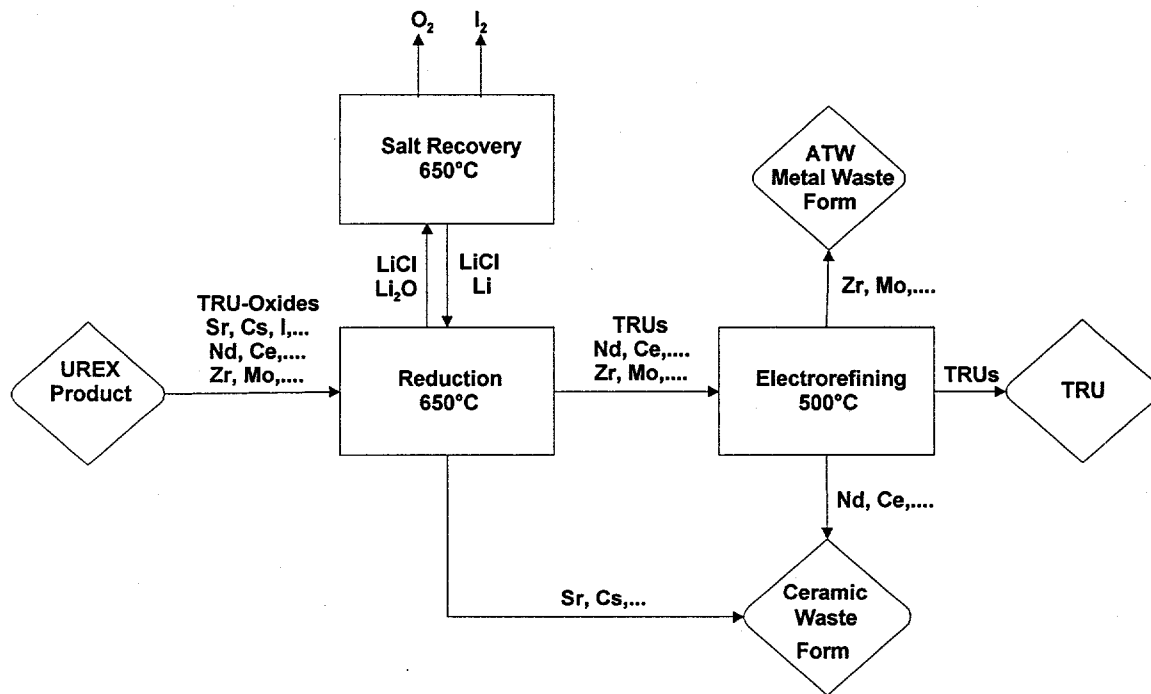 O₂
I₂
Salt Recovery
650°C
ATW
Metal Waste
Form
LiCl
Li₂O
LiCl
Li
Zr, Mo,....
TRU-Oxides
Sr, Cs, I,...
Nd, Ce,....
Zr, Mo,....
TRUs
Nd, Ce,....
Zr, Mo,....
UREX
Product
Reduction
650°C
Electrorefining
500°C
TRUs
TRU
Nd, Ce,....
Sr, Cs,...
Ceramic
Waste
Form